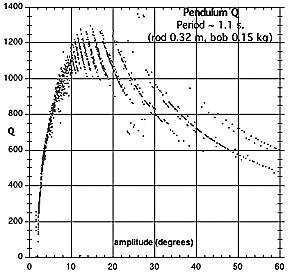 Pendulum Q
Period ~ 1.1 s.
(rod 0.32 m, bob 0.15 kg)
1400
1200
1000
Q
800
600
400
200
0
amplitude (degrees)
0 10 20 30 40 50 60